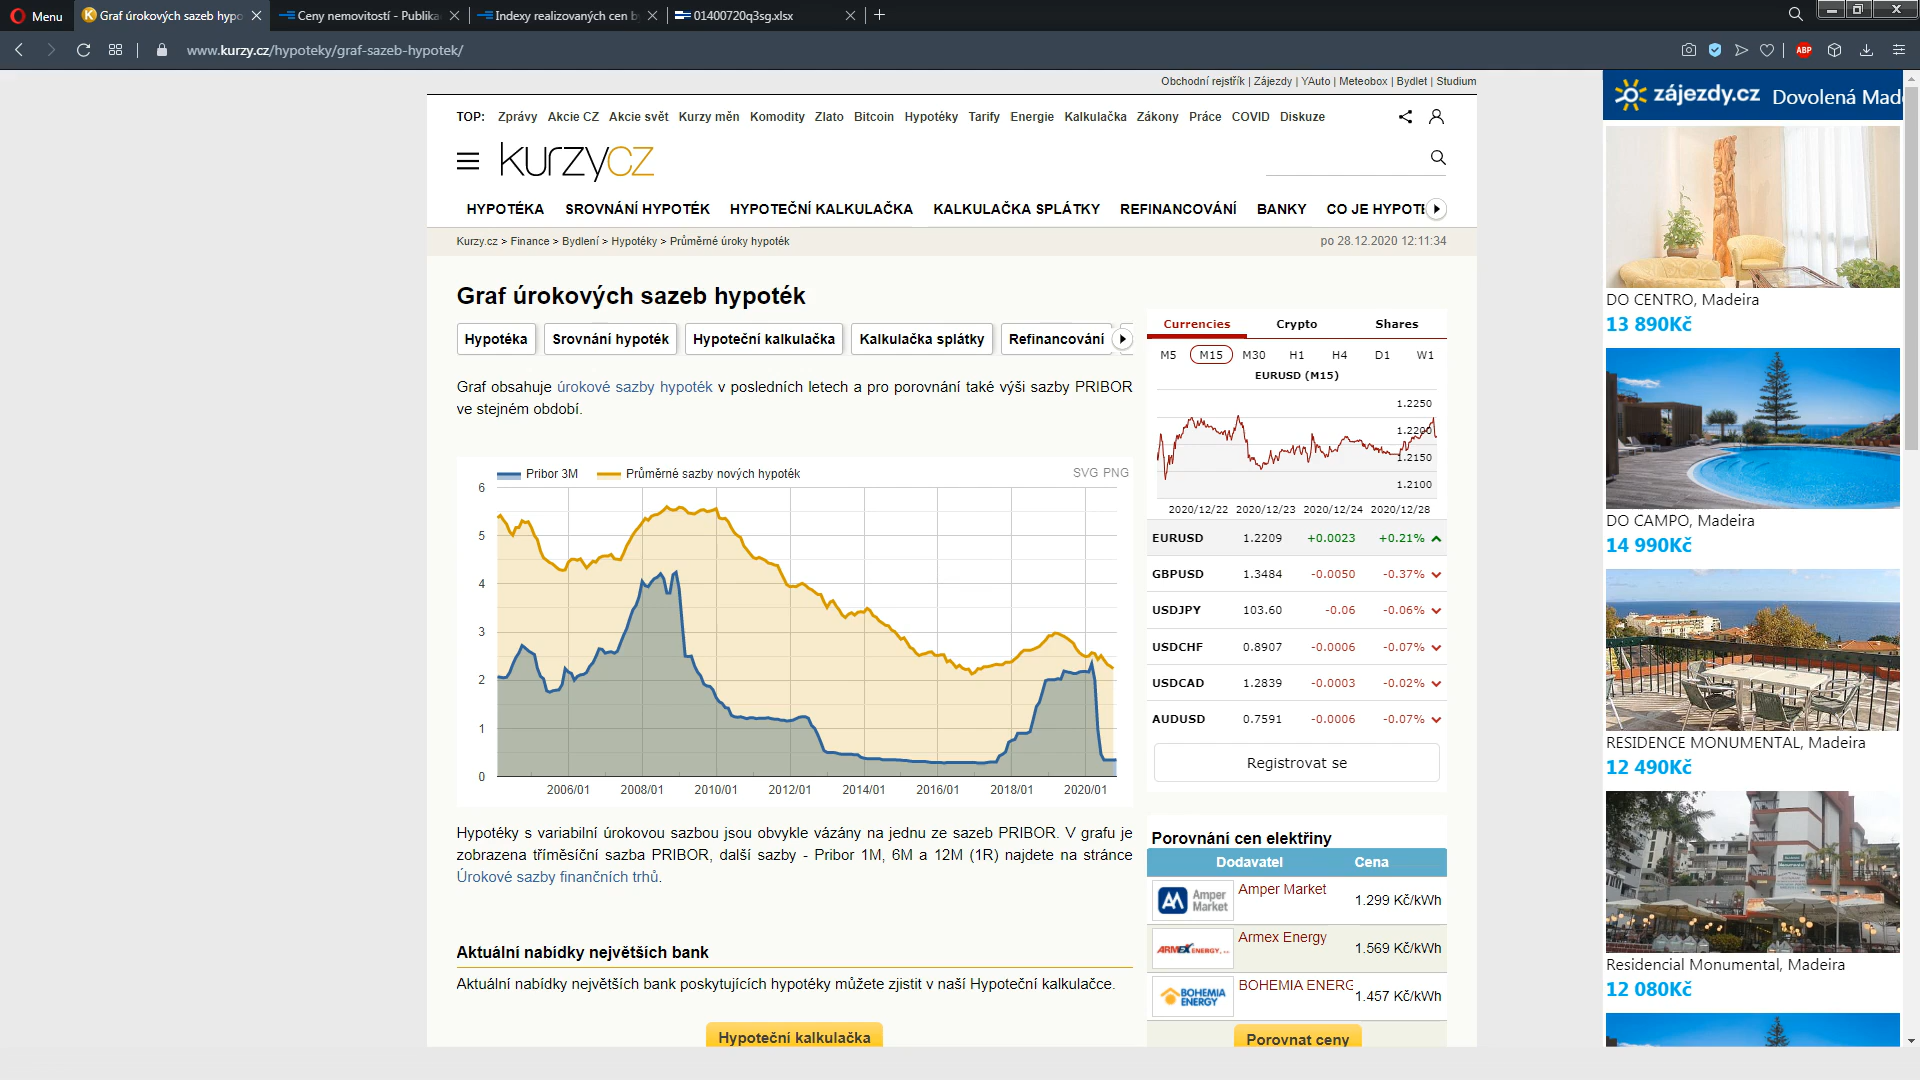 Menu
Graf úrokových sazeb hypo
Ceny nemovitostí - Publika
Indexy realizovaných cen b
01400720q3sg.xlsx
www.kurzy.cz/hypoteky/graf-sazeb-hypotek/
ABP
Obchodní rejstřík | Zájezdy | YAuto | Meteobox | Bydlet | Studium
TOP: Zprávy Akcie CZ Akcie svět Kurzy měn Komodity Zlato Bitcoin Hypotéky Tarify Energie Kalkulačka Zákony Práce COVID Diskuze
kurzycz
HYPOTÉKA SROVNÁNÍ HYPOTÉK HYPOTEČNÍ KALKULAČKA KALKULAČKA SPLÁTKY REFINANCOVÁNÍ BANKY CO JE HYPOTÉ
Kurzy.cz > Finance > Bydlení > Hypotéky > Průměrné úroky hypoték
po 28.12.2020 12:11:34
Graf úrokových sazeb hypoték
Hypotéka Srovnání hypoték Hypoteční kalkulačka Kalkulačka splátky Refinancování
Graf obsahuje úrokové sazby hypoték v posledních letech a pro porovnání také výši sazby PRIBOR
ve stejném období.
Pribor 3M Průměrné sazby nových hypoték
SVG PNG
6
5
4
3
2
1
0
2006/01 2008/01 2010/01 2012/01 2014/01 2016/01 2018/01 2020/01
Hypotéky s variabilní úrokovou sazbou jsou obvykle vázány na jednu ze sazeb PRIBOR. V grafu je
zobrazena tříměsíční sazba PRIBOR, další sazby - Pribor 1M, 6M a 12M (1R) najdete na stránce
Úrokové sazby finančních trhů.
Aktuální nabídky největších bank
Aktuální nabídky největších bank poskytujících hypotéky můžete zjistit v naší Hypoteční kalkulačce.
Hypoteční kalkulačka
Currencies Crypto Shares
M5 M15 M30 H1 H4 D1 W1
EURUSD (M15)
1.2250
1.2200
1.2150
1.2100
2020/12/22 2020/12/23 2020/12/24 2020/12/28
EURUSD 1.2209 +0.0023 +0.21%
GBPUSD 1.3484 -0.0050 -0.37%
USDJPY 103.60 -0.06 -0.06%
USDCHF 0.8907 -0.0006 -0.07%
USDCAD 1.2839 -0.0003 -0.02%
AUDUSD 0.7591 -0.0006 -0.07%
Registrovat se
Porovnání cen elektřiny
Dodavatel Cena
Amper Market
Amper Market 1.299 Kč/kWh
ARMEX ENERGY,
Armex Energy 1.569 Kč/kWh
BOHEMIA ENERGY
BOHEMIA ENERG 1.457 Kč/kWh
Porovnat ceny
zájezdy.cz Dovolená Mad
DO CENTRO, Madeira
13 890Kč
DO CAMPO, Madeira
14 990Kč
RESIDENCE MONUMENTAL, Madeira
12 490Kč
Residencial Monumental, Madeira
12 080Kč